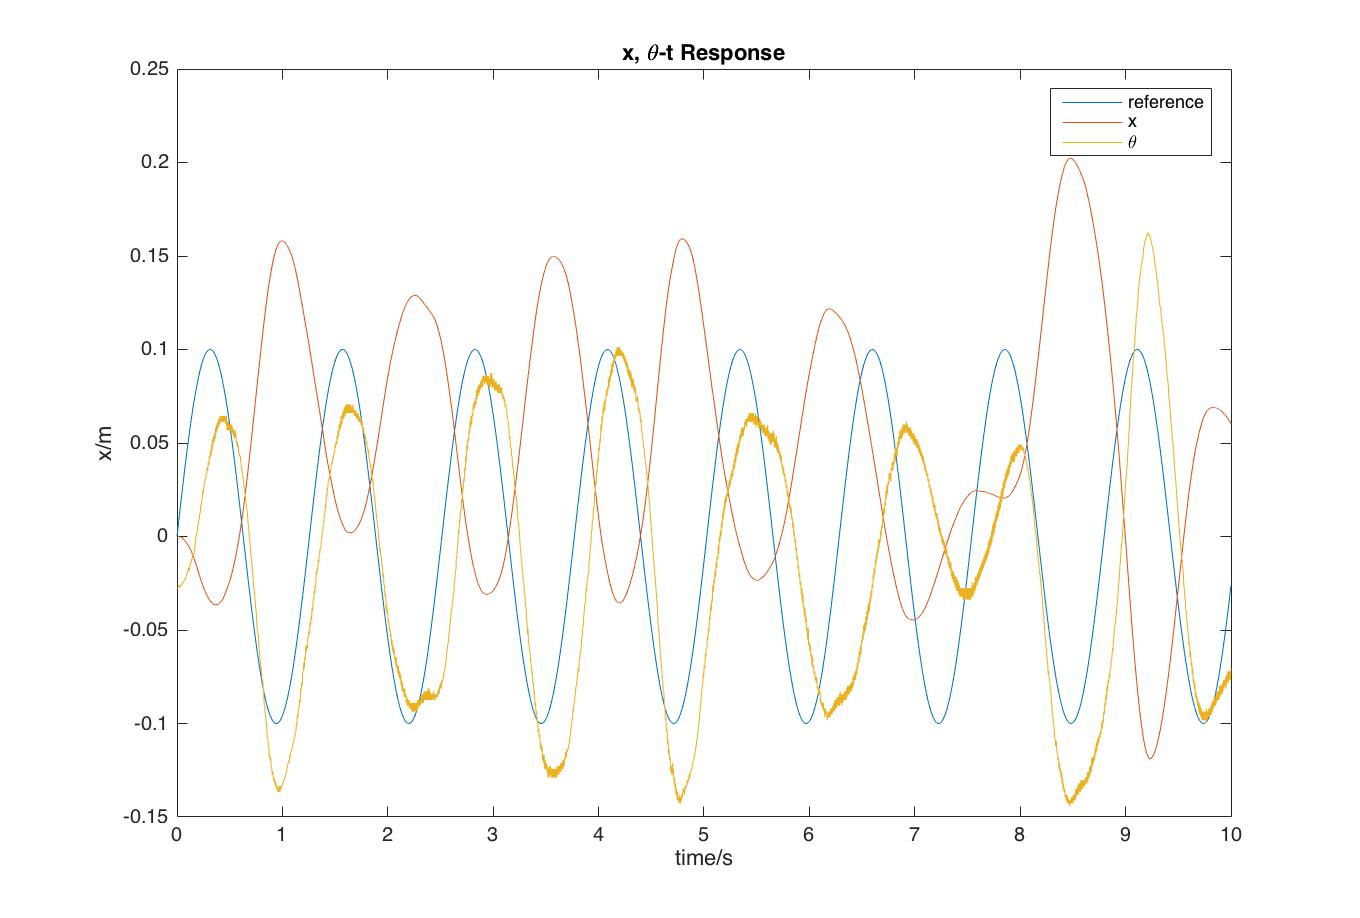 x, θ-t Response
0.25
0.2
0.15
0.1
0.05
0
-0.05
-0.1
-0.15
x/m
reference
x
θ
0 1 2 3 4 5 6 7 8 9 10
time/s